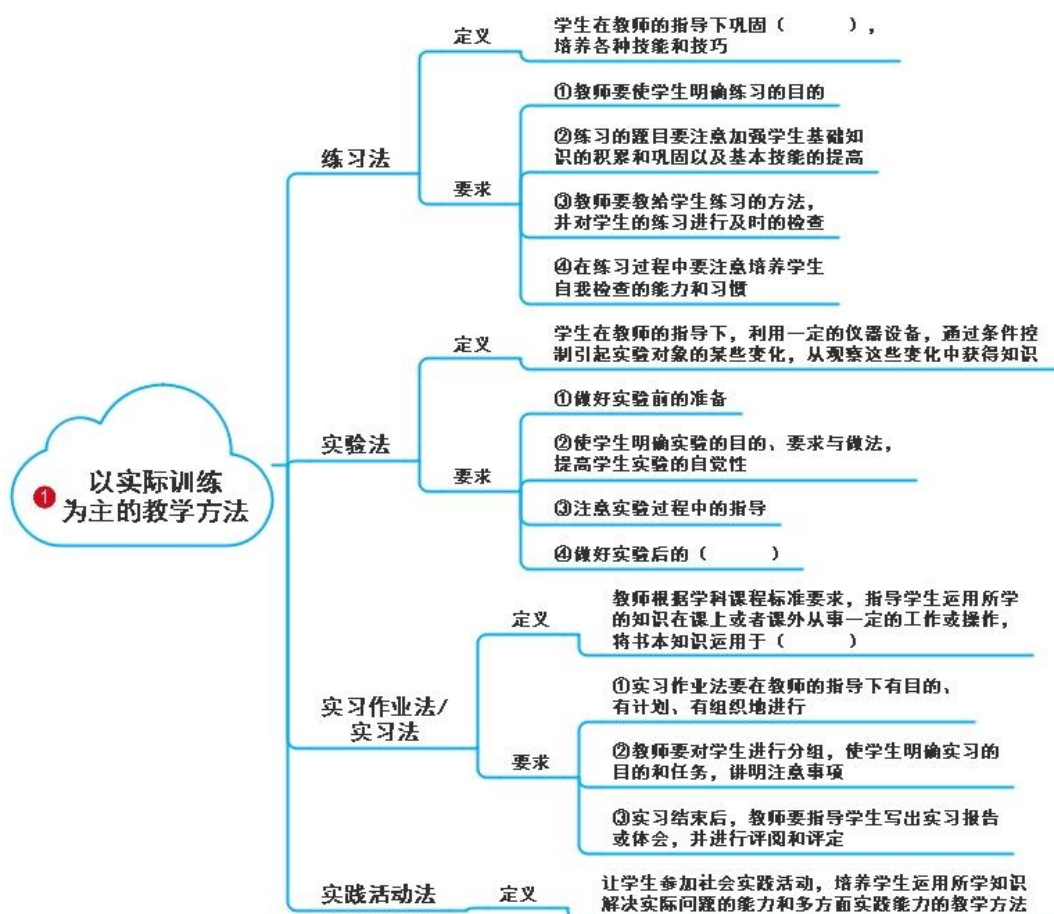 ① 以实际训练
为主的教学方法
练习法
定义
学生在教师的指导下巩固（　　　），
培养各种技能和技巧
要求
①教师要使学生明确练习的目的
②练习的题目要注意加强学生基础知
识的积累和巩固以及基本技能的提高
③教师要教给学生练习的方法，
并对学生的练习进行及时的检查
④在练习过程中要注意培养学生
自我检查的能力和习惯
实验法
定义
学生在教师的指导下，利用一定的仪器设备，通过条件控
制引起实验对象的某些变化，从观察这些变化中获得知识
要求
①做好实验前的准备
②使学生明确实验的目的、要求与做法，
提高学生实验的自觉性
③注意实验过程中的指导
④做好实验后的（　　　）
实习作业法/
实习法
定义
教师根据学科课程标准要求，指导学生运用所学
的知识在课上或者课外从事一定的工作或操作，
将书本知识运用于（　　　）
要求
①实习作业法要在教师的指导下有目的、
有计划、有组织地进行
②教师要对学生进行分组，使学生明确实习的
目的和任务，讲明注意事项
③实习结束后，教师要指导学生写出实习报告
或体会，并进行评阅和评定
实践活动法
定义
让学生参加社会实践活动，培养学生运用所学知识
解决实际问题的能力和多方面实践能力的教学方法